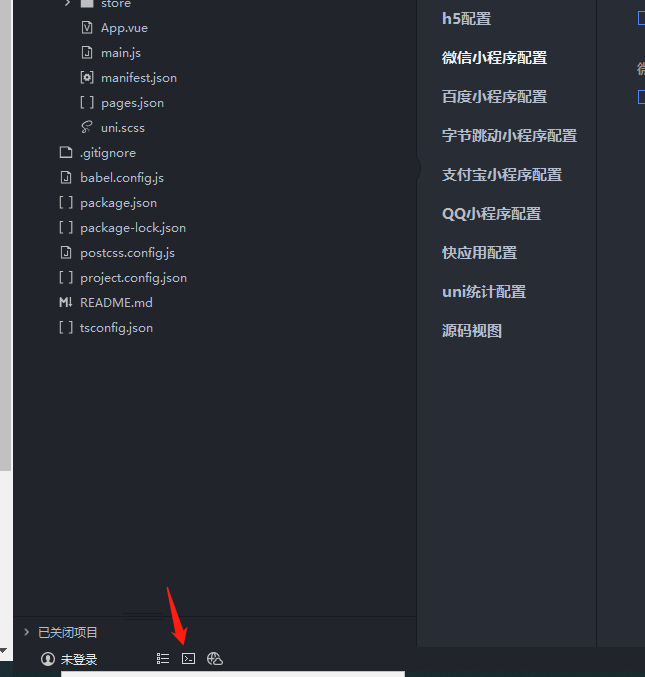 store
App.vue
main.js
manifest.json
pages.json
uni.scss
.gitignore
babel.config.js
package.json
package-lock.json
postcss.config.js
project.config.json
README.md
tsconfig.json
已关闭项目
未登录
h5配置
微信小程序配置
百度小程序配置
字节跳动小程序配置
支付宝小程序配置
QQ小程序配置
快应用配置
uni统计配置
源码视图